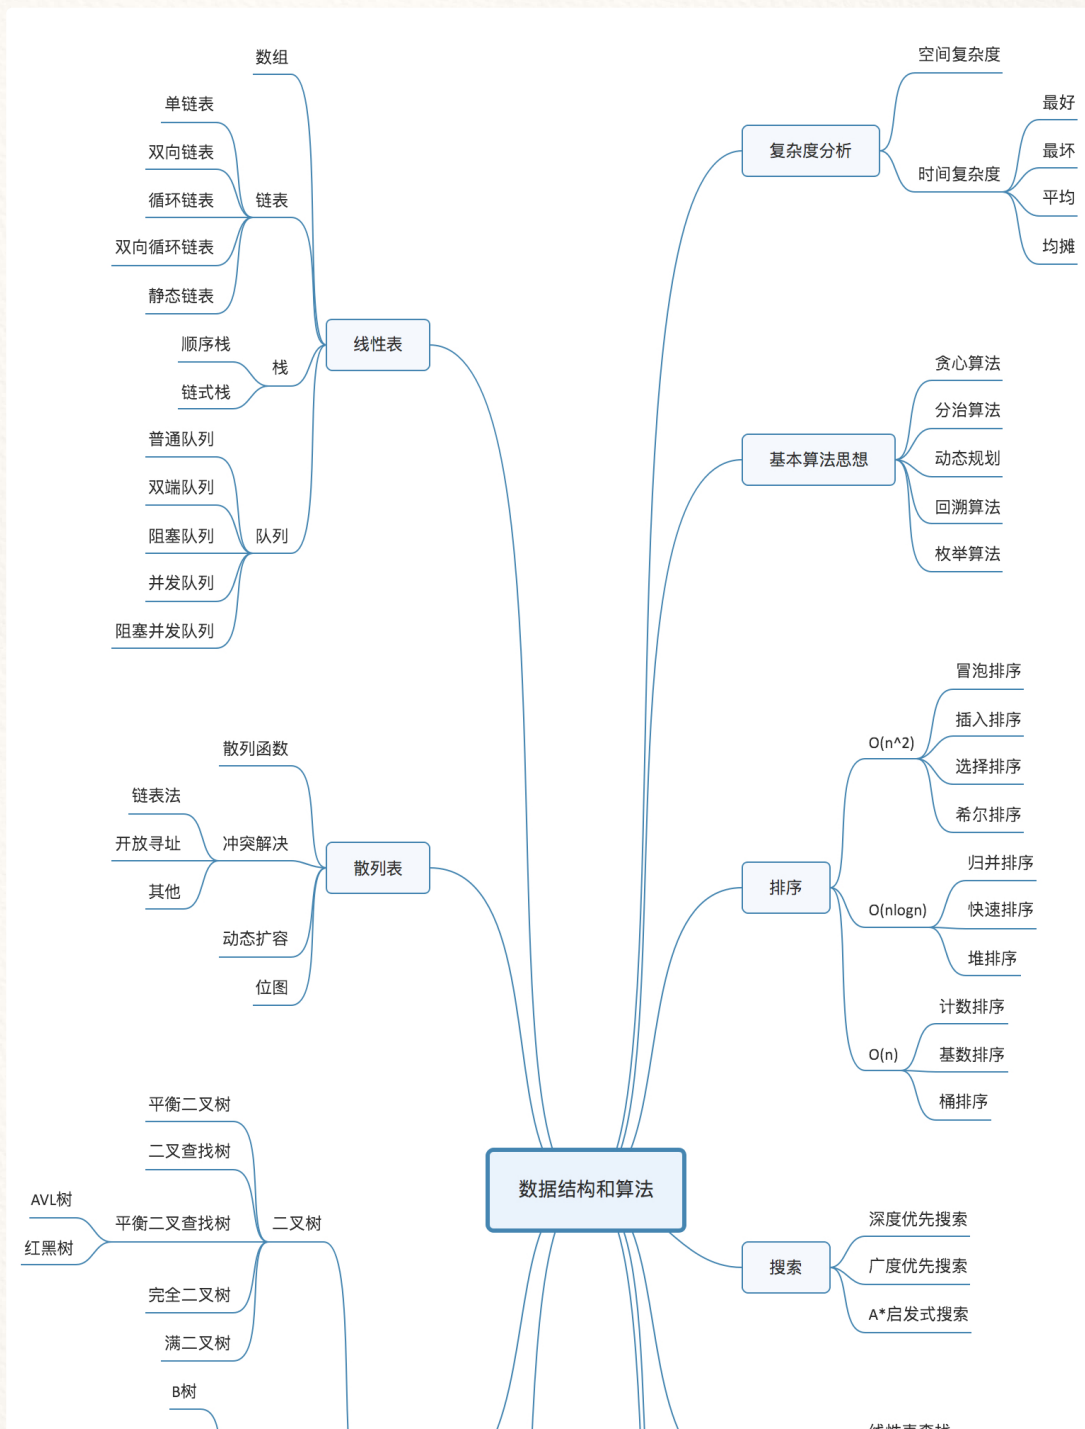 数组
单链表
双向链表
循环链表
链表
双向循环链表
静态链表
顺序栈
栈
链式栈
线性表
普通队列
双端队列
阻塞队列
队列
并发队列
阻塞并发队列
散列函数
链表法
开放寻址
冲突解决
其他
散列表
动态扩容
位图
平衡二叉树
二叉查找树
AVL树
平衡二叉查找树
二叉树
红黑树
完全二叉树
满二叉树
B树
数据结构和算法
空间复杂度
复杂度分析
时间复杂度
最好
最坏
平均
均摊
基本算法思想
贪心算法
分治算法
动态规划
回溯算法
枚举算法
排序
O(n^2)
冒泡排序
插入排序
选择排序
希尔排序
O(nlogn)
归并排序
快速排序
堆排序
O(n)
计数排序
基数排序
桶排序
搜索
深度优先搜索
广度优先搜索
A*启发式搜索
线性表查找